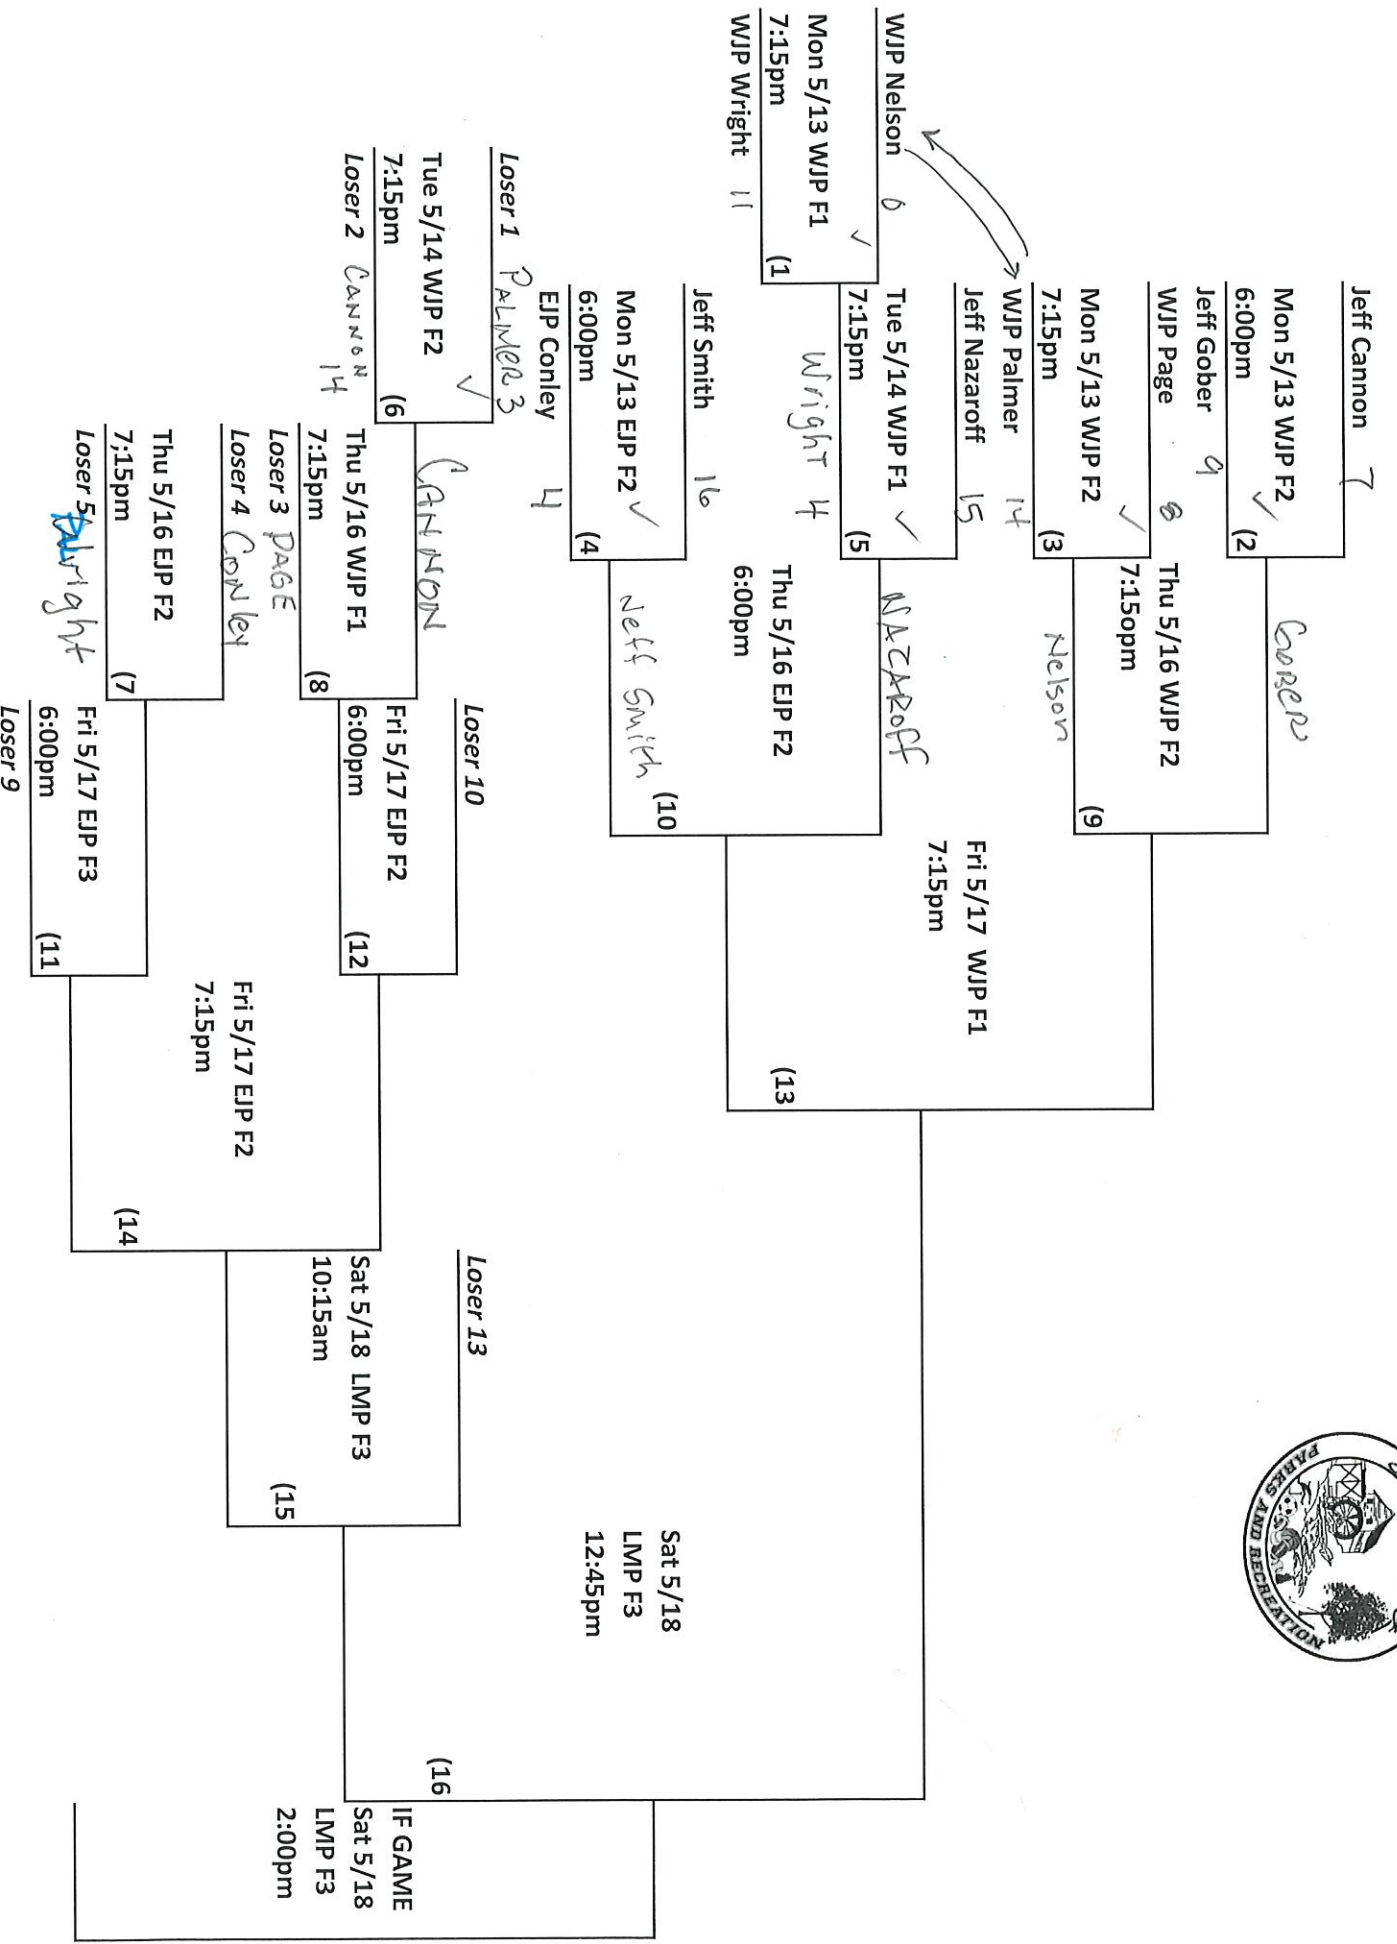 Jeff Cannon 7
Mon 5/13 WJP F2 ✓
6:00pm (2
Jeff Gober 9
GOBER
WJP Page 8
Mon 5/13 WJP F2 ✓
7:15pm (3
WJP Palmer 14
Thu 5/16 WJP F2
7:15opm
(9
Nelson
Jeff Nazaroff 15
Tue 5/14 WJP F1 ✓
7:15pm (5
Wright 4
WJP Nelson 0
Mon 5/13 WJP F1 ✓
7:15pm (1
WJP Wright 11
NAZAROFF
Thu 5/16 EJP F2
6:00pm
(10
Neff Smith
Jeff Smith 16
Mon 5/13 EJP F2 ✓
6:00pm (4
EJP Conley 4
Fri 5/17 WJP F1
7:15pm
(13
Loser 1 PALMER 3
Tue 5/14 WJP F2 ✓
7:15pm (6
Loser 2 CANNON 14
CANNON
Thu 5/16 WJP F1
7:15pm (8
Loser 3 PAGE
Loser 4 Conley
Thu 5/16 EJP F2
7;15pm (7
Loser 5 Wright
Loser 10
Fri 5/17 EJP F2
6:00pm (12
Fri 5/17 EJP F3
6:00pm (11
Loser 9
Fri 5/17 EJP F2
7:15pm
(14
Loser 13
Sat 5/18 LMP F3
10:15am
(15
Sat 5/18
LMP F3
12:45pm
(16
IF GAME
Sat 5/18
LMP F3
2:00pm
PARKS AND RECREATION